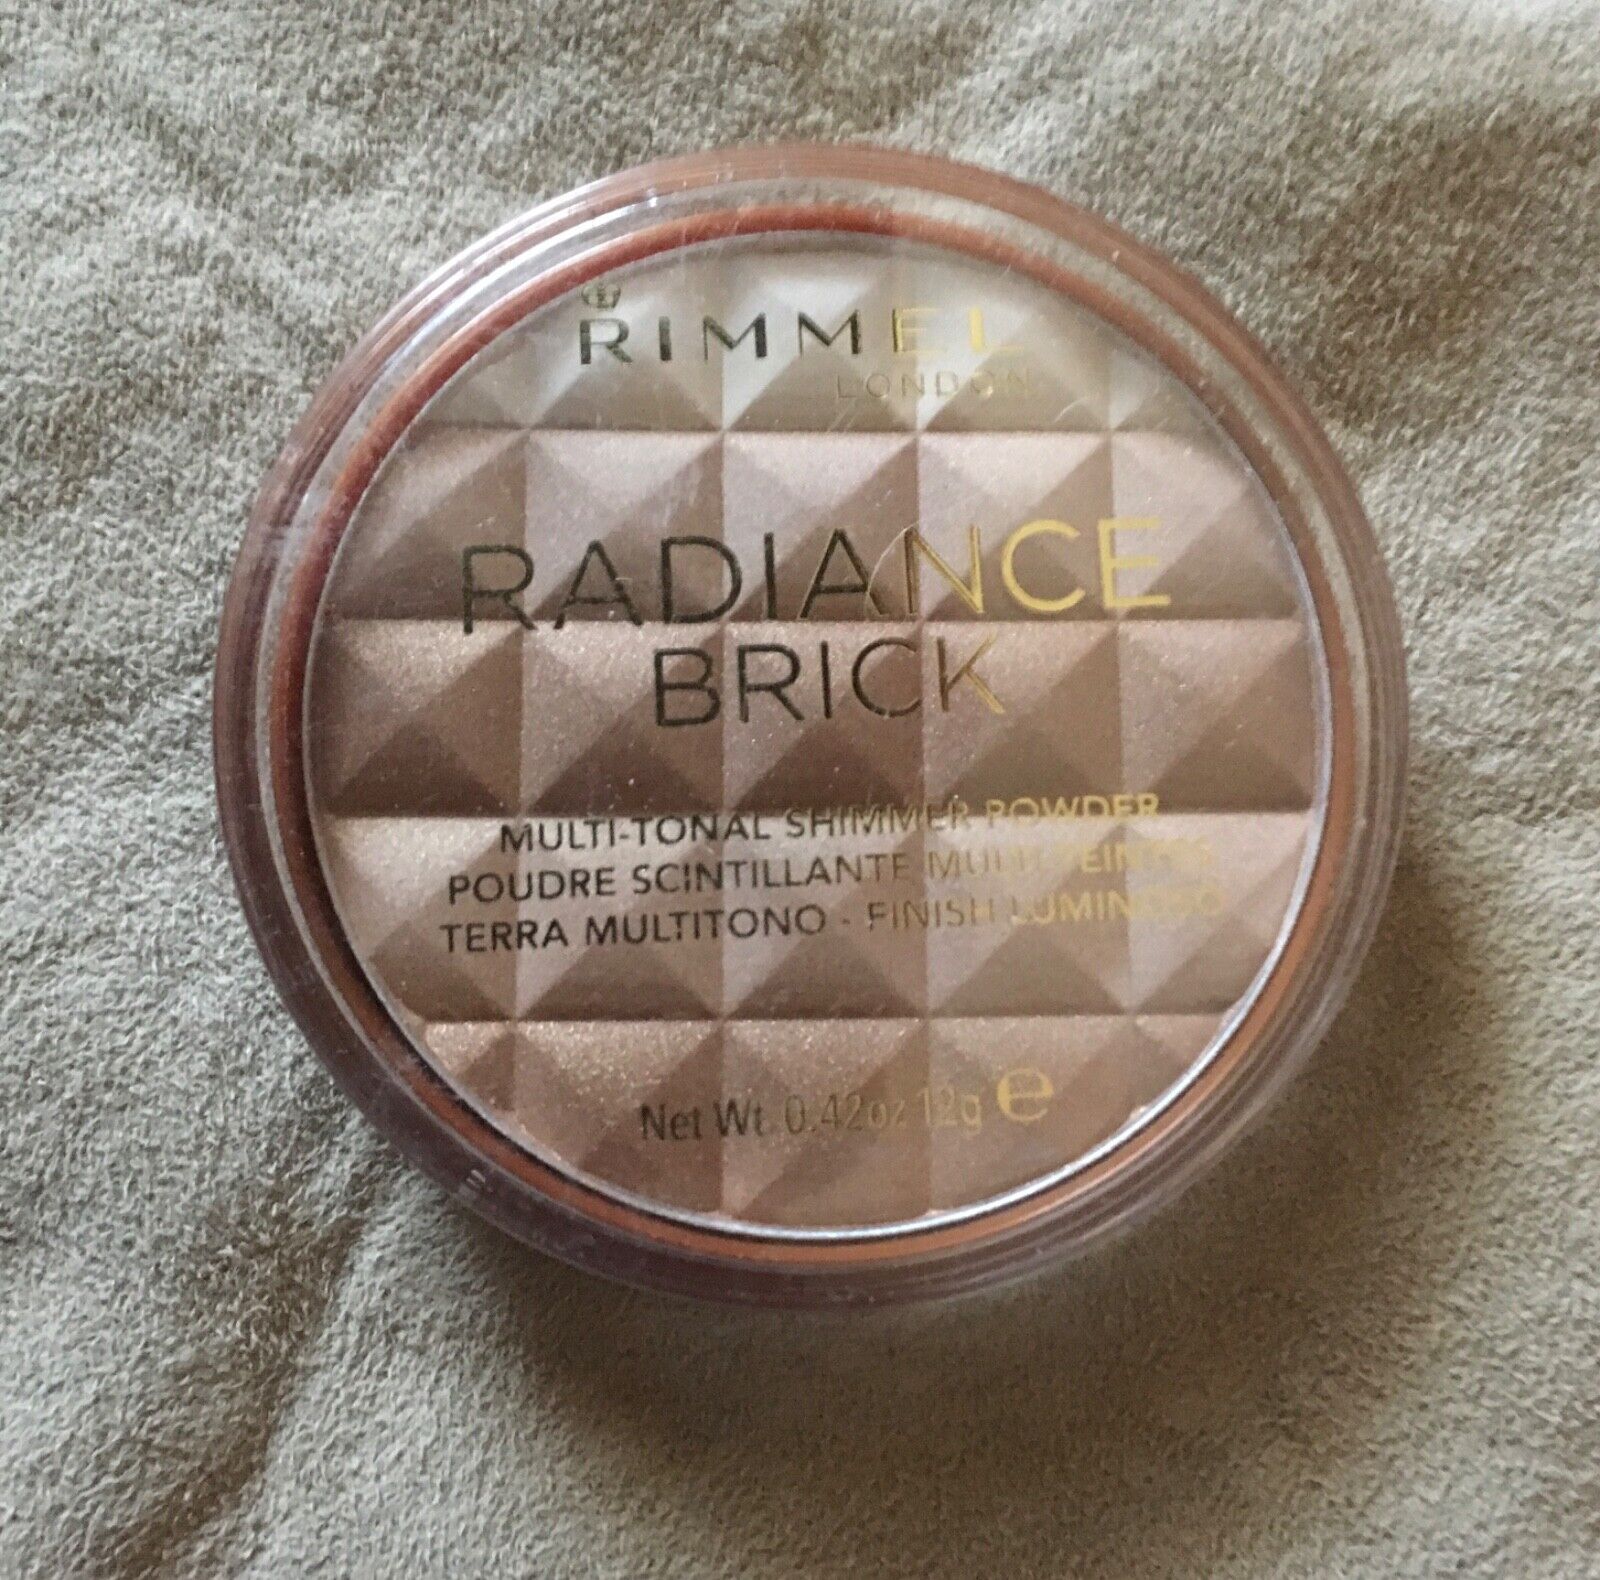 RIMMEL
LONDON
RADIANCE
BRICK
MULTI-TONAL SHIMMER POWDER
POUDRE SCINTILLANTE MULTI-TEINTES
TERRA MULTITONO - FINISH LUMINOSO
Net Wt. 0.42oz 12g e